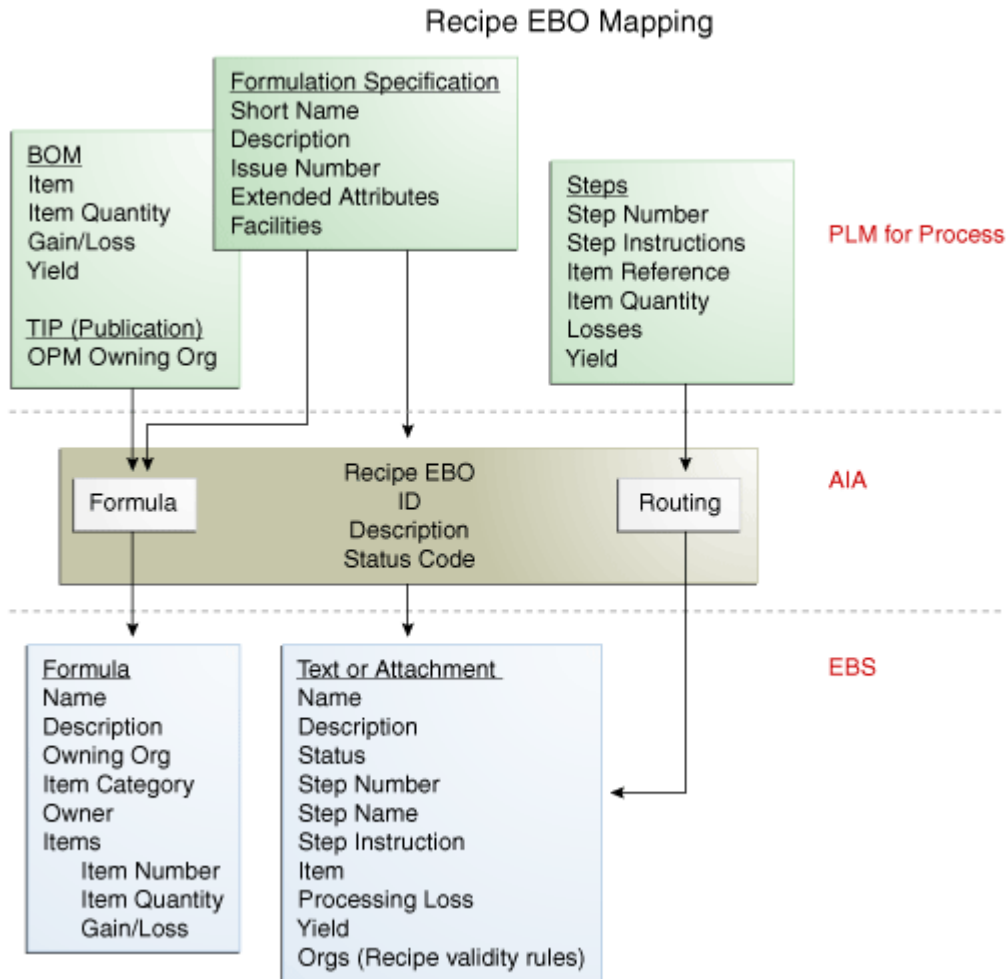 Recipe EBO Mapping
BOM
Item
Item Quantity
Gain/Loss
Yield
TIP (Publication)
OPM Owning Org
Formulation Specification
Short Name
Description
Issue Number
Extended Attributes
Facilities
Steps
Step Number
Step Instructions
Item Reference
Item Quantity
Losses
Yield
PLM for Process
Formula
Recipe EBO
ID
Description
Status Code
Routing
AIA
Formula
Name
Description
Owning Org
Item Category
Owner
Items
Item Number
Item Quantity
Gain/Loss
Text or Attachment
Name
Description
Status
Step Number
Step Name
Step Instruction
Item
Processing Loss
Yield
Orgs (Recipe validity rules)
EBS